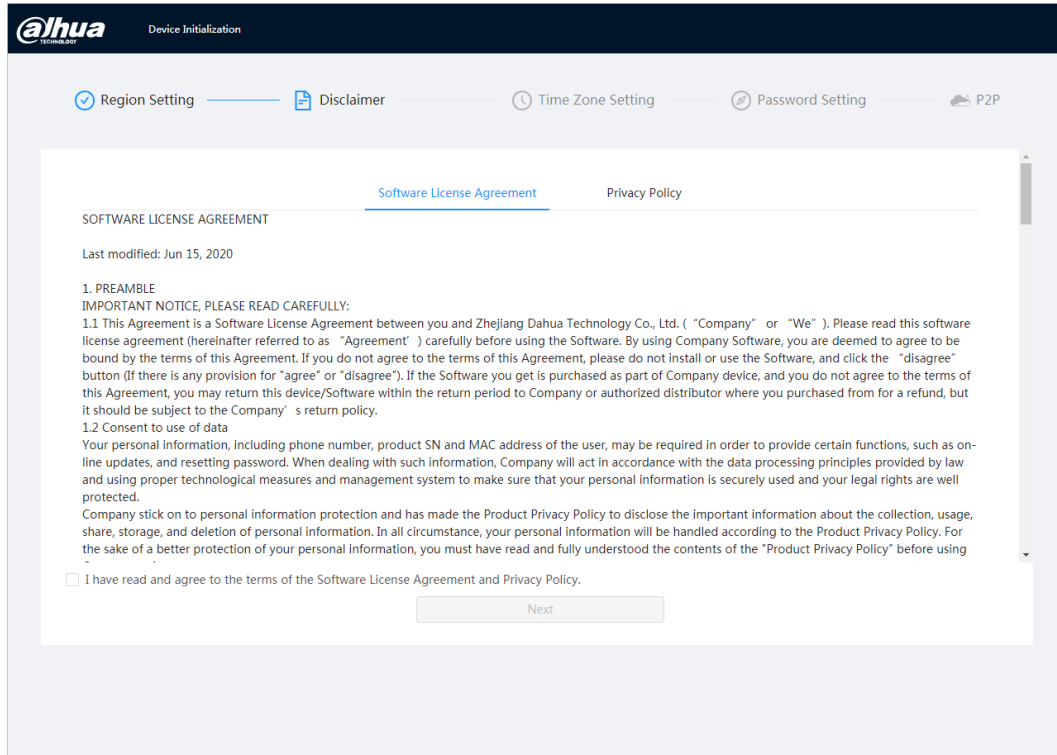 alhua
TECHNOLOGY
Device Initialization
Region Setting
Disclaimer
Time Zone Setting
Password Setting
P2P
Software License Agreement
Privacy Policy
SOFTWARE LICENSE AGREEMENT
Last modified: Jun 15, 2020
1. PREAMBLE
IMPORTANT NOTICE, PLEASE READ CAREFULLY:
1.1 This Agreement is a Software License Agreement between you and Zhejiang Dahua Technology Co., Ltd. ( “Company” or “We” ). Please read this software
license agreement (hereinafter referred to as “Agreement’ ) carefully before using the Software. By using Company Software, you are deemed to agree to be
bound by the terms of this Agreement. If you do not agree to the terms of this Agreement, please do not install or use the Software, and click the “disagree”
button (If there is any provision for "agree" or "disagree"). If the Software you get is purchased as part of Company device, and you do not agree to the terms of
this Agreement, you may return this device/Software within the return period to Company or authorized distributor where you purchased from for a refund, but
it should be subject to the Company’ s return policy.
1.2 Consent to use of data
Your personal information, including phone number, product SN and MAC address of the user, may be required in order to provide certain functions, such as on-
line updates, and resetting password. When dealing with such information, Company will act in accordance with the data processing principles provided by law
and using proper technological measures and management system to make sure that your personal information is securely used and your legal rights are well
protected.
Company stick on to personal information protection and has made the Product Privacy Policy to disclose the important information about the collection, usage,
share, storage, and deletion of personal information. In all circumstance, your personal information will be handled according to the Product Privacy Policy. For
the sake of a better protection of your personal information, you must have read and fully understood the contents of the "Product Privacy Policy" before using
I have read and agree to the terms of the Software License Agreement and Privacy Policy.
Next